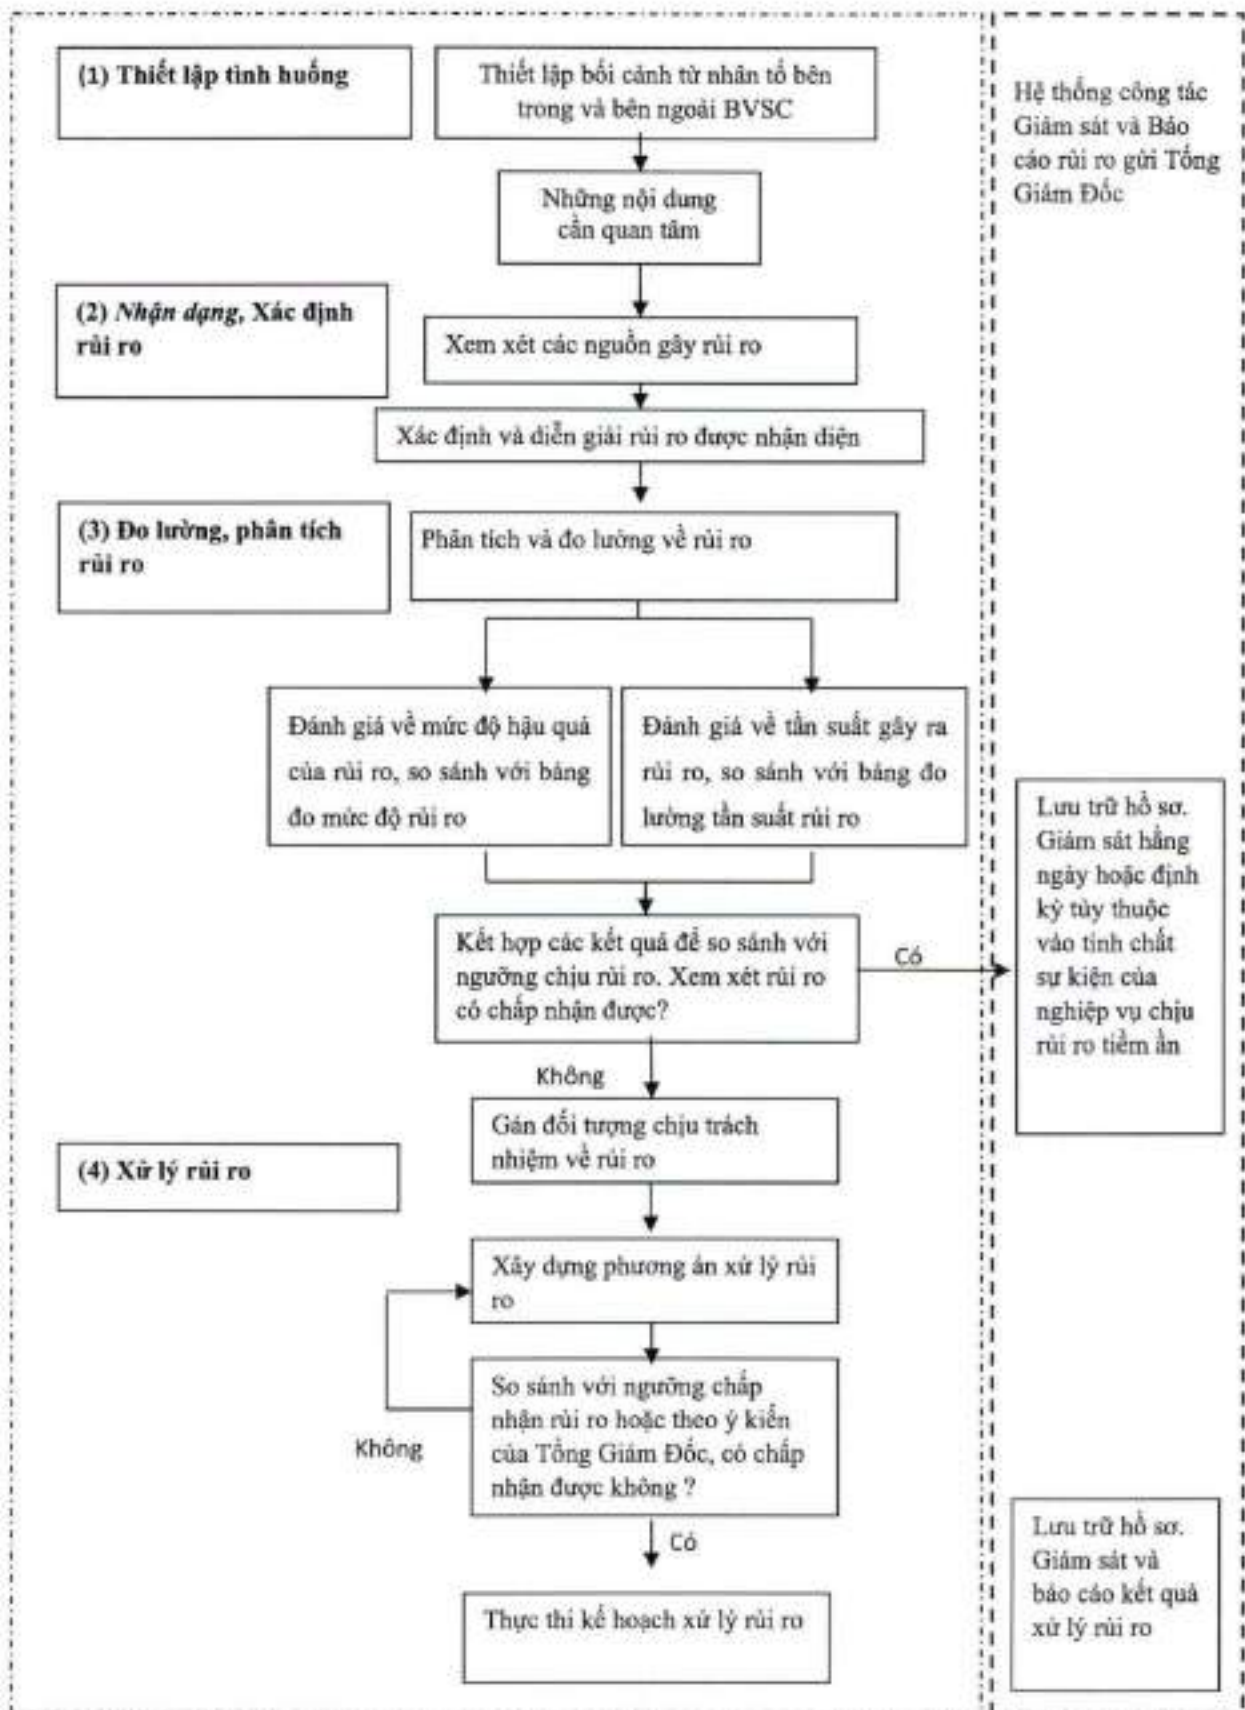 (1) Thiết lập tình huống
Thiết lập bối cảnh từ nhân tố bên
trong và bên ngoài BVSC
Hệ thống công tác
Giám sát và Báo
cáo rủi ro gửi Tổng
Giám Đốc
Những nội dung
cần quan tâm
(2) Nhận dạng, Xác định
rủi ro
Xem xét các nguồn gây rủi ro
Xác định và diễn giải rủi ro được nhận diện
(3) Đo lường, phân tích
rủi ro
Phân tích và đo lường về rủi ro
Đánh giá về mức độ hậu quả
của rủi ro, so sánh với bảng
đo mức độ rủi ro
Đánh giá về tần suất gây ra
rủi ro, so sánh với bảng đo
lường tần suất rủi ro
Kết hợp các kết quả để so sánh với
ngưỡng chịu rủi ro. Xem xét rủi ro
có chấp nhận được?
Có
Lưu trữ hồ sơ.
Giám sát hằng
ngày hoặc định
kỳ tùy thuộc
vào tính chất
sự kiện của
nghiệp vụ chịu
rủi ro tiềm ẩn
Không
Gán đối tượng chịu trách
nhiệm về rủi ro
(4) Xử lý rủi ro
Xây dựng phương án xử lý rủi
ro
So sánh với ngưỡng chấp
nhận rủi ro hoặc theo ý kiến
của Tổng Giám Đốc, có chấp
nhận được không ?
Không
Có
Thực thi kế hoạch xử lý rủi ro
Lưu trữ hồ sơ.
Giám sát và
báo cáo kết quả
xử lý rủi ro